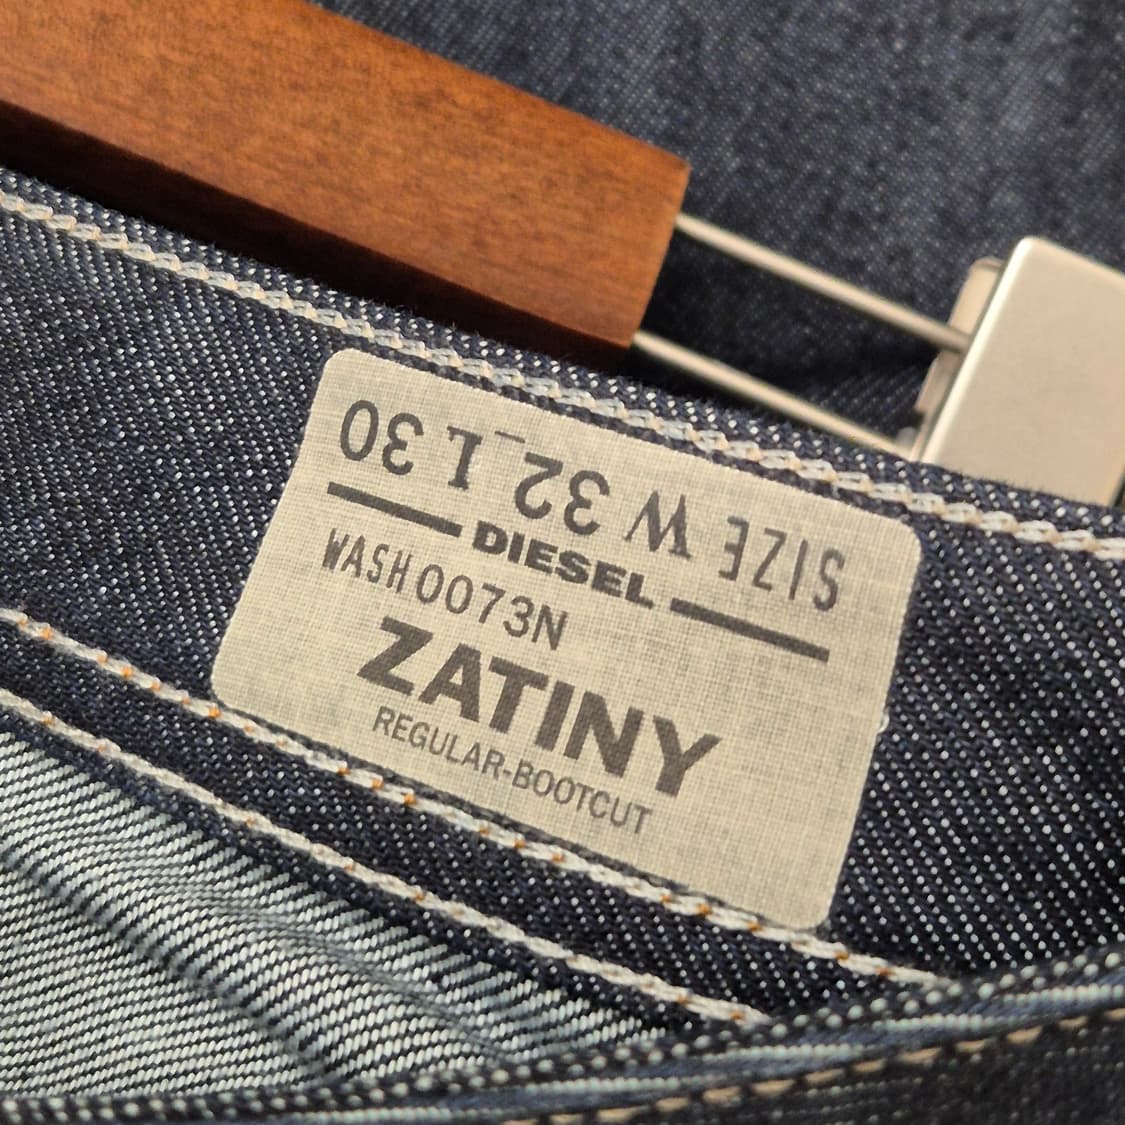 SIZE W 32 L 30
DIESEL
WASH 0073N
ZATINY
REGULAR-BOOTCUT